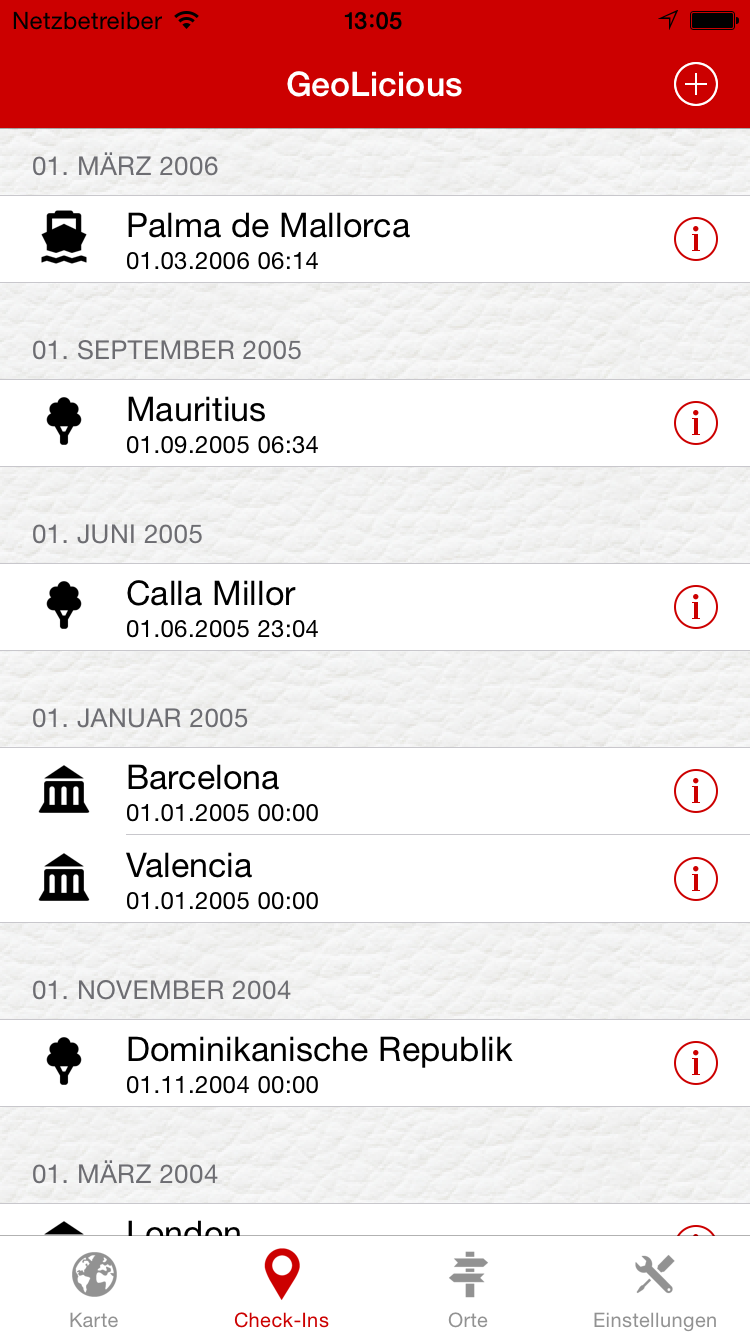 Netzbetreiber 13:05
GeoLicious
01. MÄRZ 2006
Palma de Mallorca
01.03.2006 06:14
01. SEPTEMBER 2005
Mauritius
01.09.2005 06:34
01. JUNI 2005
Calla Millor
01.06.2005 23:04
01. JANUAR 2005
Barcelona
01.01.2005 00:00
Valencia
01.01.2005 00:00
01. NOVEMBER 2004
Dominikanische Republik
01.11.2004 00:00
01. MÄRZ 2004
London
Karte Check-Ins Orte Einstellungen